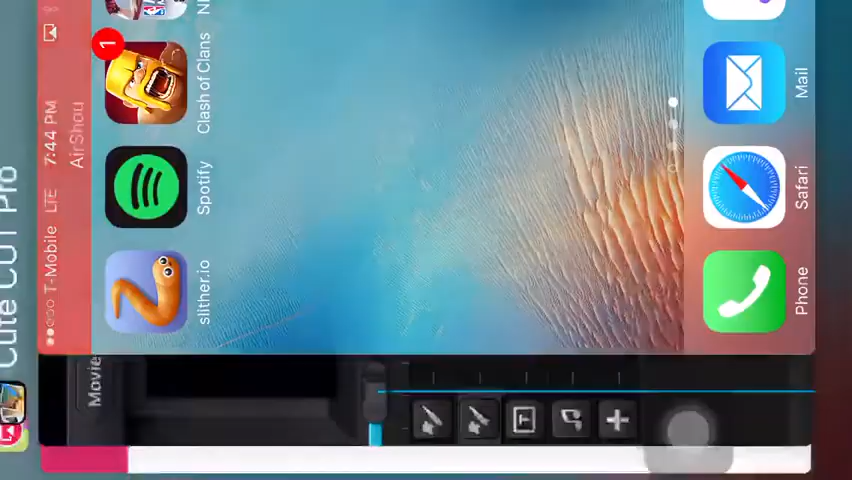 Cute CUT Pro
●●○○○ T-Mobile LTE 7:44 PM
AirShou
1
slither.io
Spotify
Clash of Clans
Phone
Safari
Mail
Movie
T